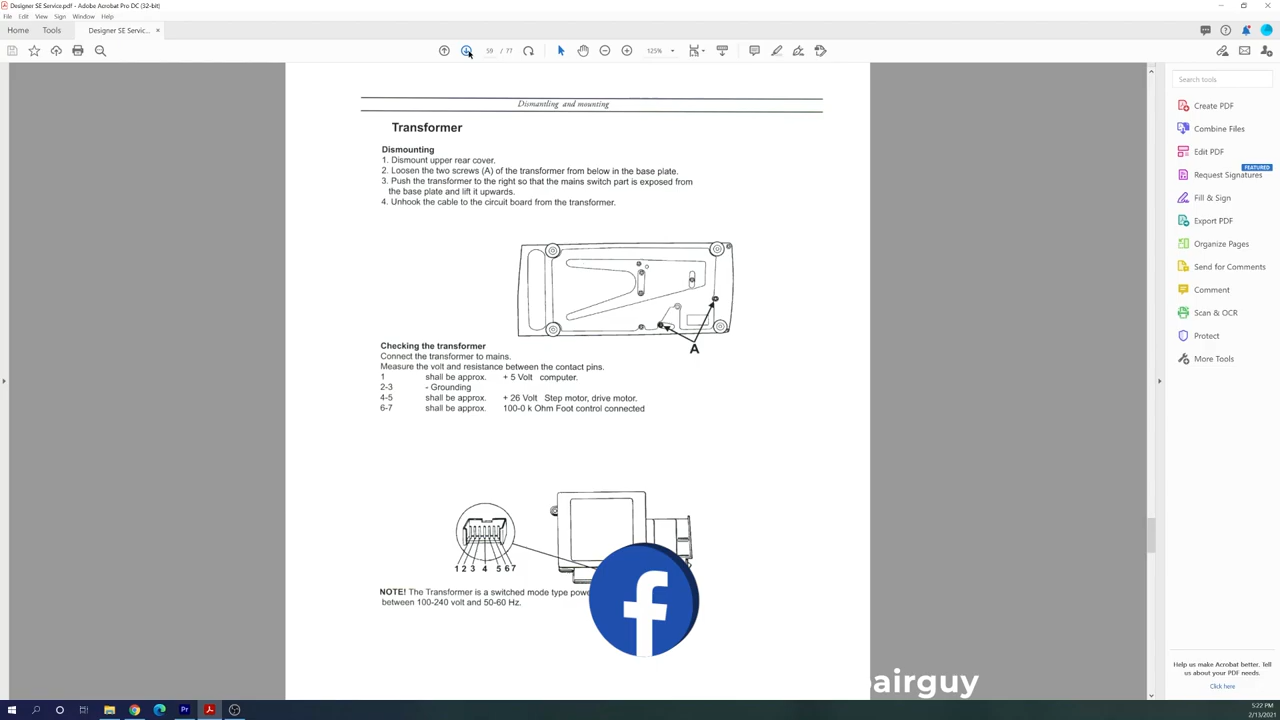 Designer SE Service.pdf - Adobe Acrobat Pro DC (32-bit)
File Edit View Sign Window Help
Home Tools Designer SE Servic... ×
59 / 77 125%
Search tools
Create PDF
Combine Files
Edit PDF
FEATURED
Request Signatures
Fill & Sign
Export PDF
Organize Pages
Send for Comments
Comment
Scan & OCR
Protect
More Tools
Help us make Acrobat better. Tell
us about your PDF needs.
Click here
Dismantling and mounting
Transformer
Dismounting
1. Dismount upper rear cover.
2. Loosen the two screws (A) of the transformer from below in the base plate.
3. Push the transformer to the right so that the mains switch part is exposed from
the base plate and lift it upwards.
4. Unhook the cable to the circuit board from the transformer.
A
Checking the transformer
Connect the transformer to mains.
Measure the volt and resistance between the contact pins.
1 shall be approx. + 5 Volt computer.
2-3 - Grounding
4-5 shall be approx. + 26 Volt Step motor, drive motor.
6-7 shall be approx. 100-0 k Ohm Foot control connected
1 2 3 4 5 6 7
NOTE! The Transformer is a switched mode type
between 100-240 volt and 50-60 Hz.
f
airguy
Pr
5:22 PM
2/13/2021